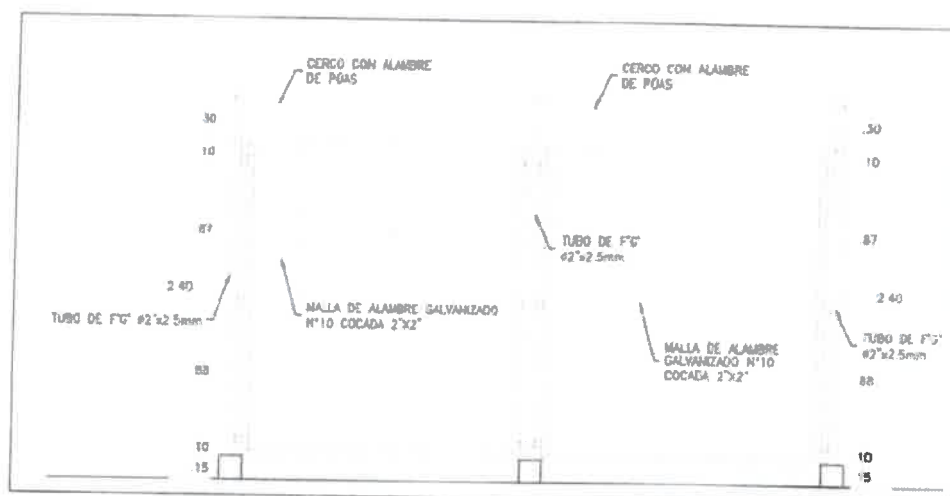 CERCO CON ALAMBRE
DE PÚAS
CERCO CON ALAMBRE
DE PÚAS
.30
.30
10
10
.87
.87
TUBO DE F°G°
ø2"x2.5mm
2.40
2.40
TUBO DE F°G° ø2"x2.5mm
MALLA DE ALAMBRE GALVANIZADO
N°10 COCADA 2"X2"
TUBO DE F°G°
ø2"x2.5mm
MALLA DE ALAMBRE
GALVANIZADO N°10
COCADA 2"X2"
88
88
10
10
.15
15